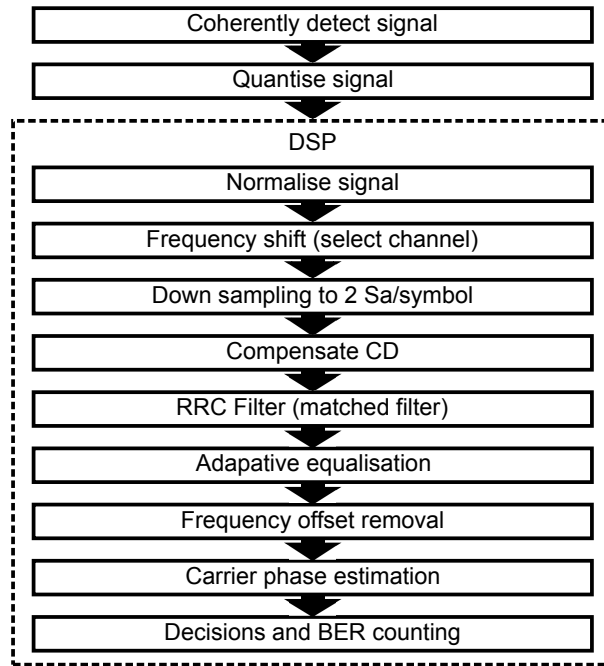 Coherently detect signal
Quantise signal
DSP
Normalise signal
Frequency shift (select channel)
Down sampling to 2 Sa/symbol
Compensate CD
RRC Filter (matched filter)
Adapative equalisation
Frequency offset removal
Carrier phase estimation
Decisions and BER counting